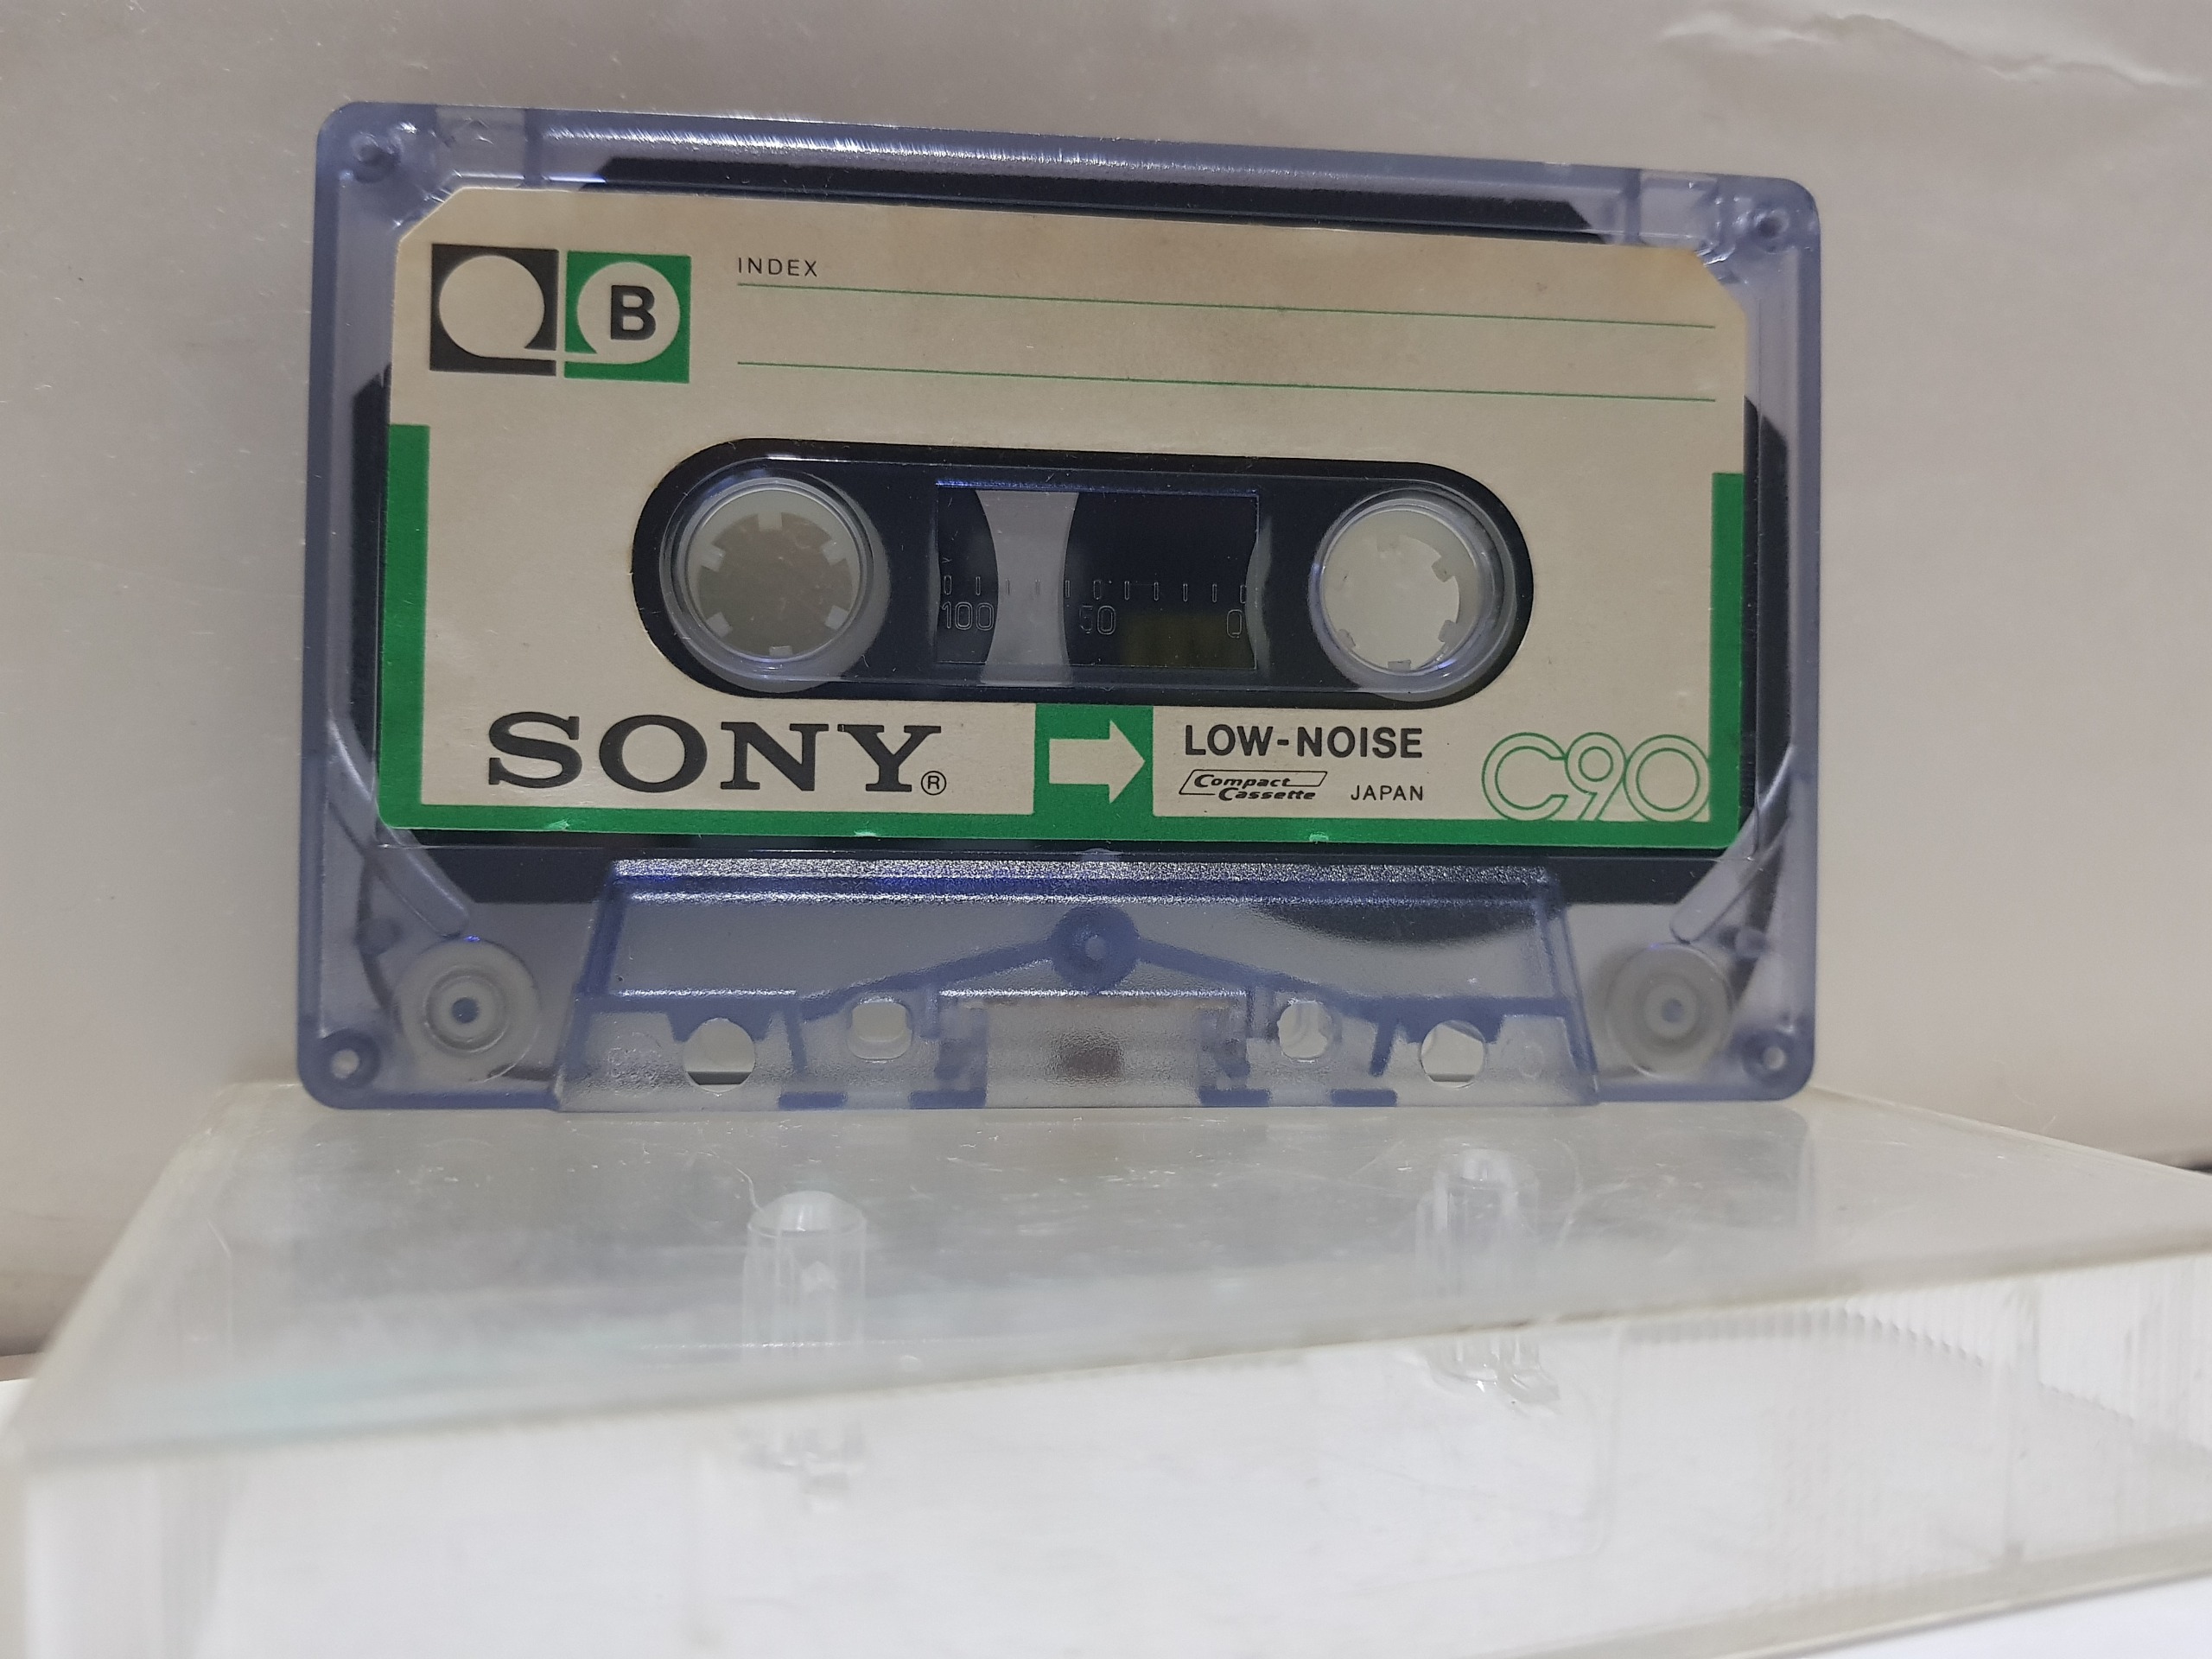 B
INDEX
100 50 0
SONY®
LOW-NOISE
Compact
Cassette
JAPAN
C90